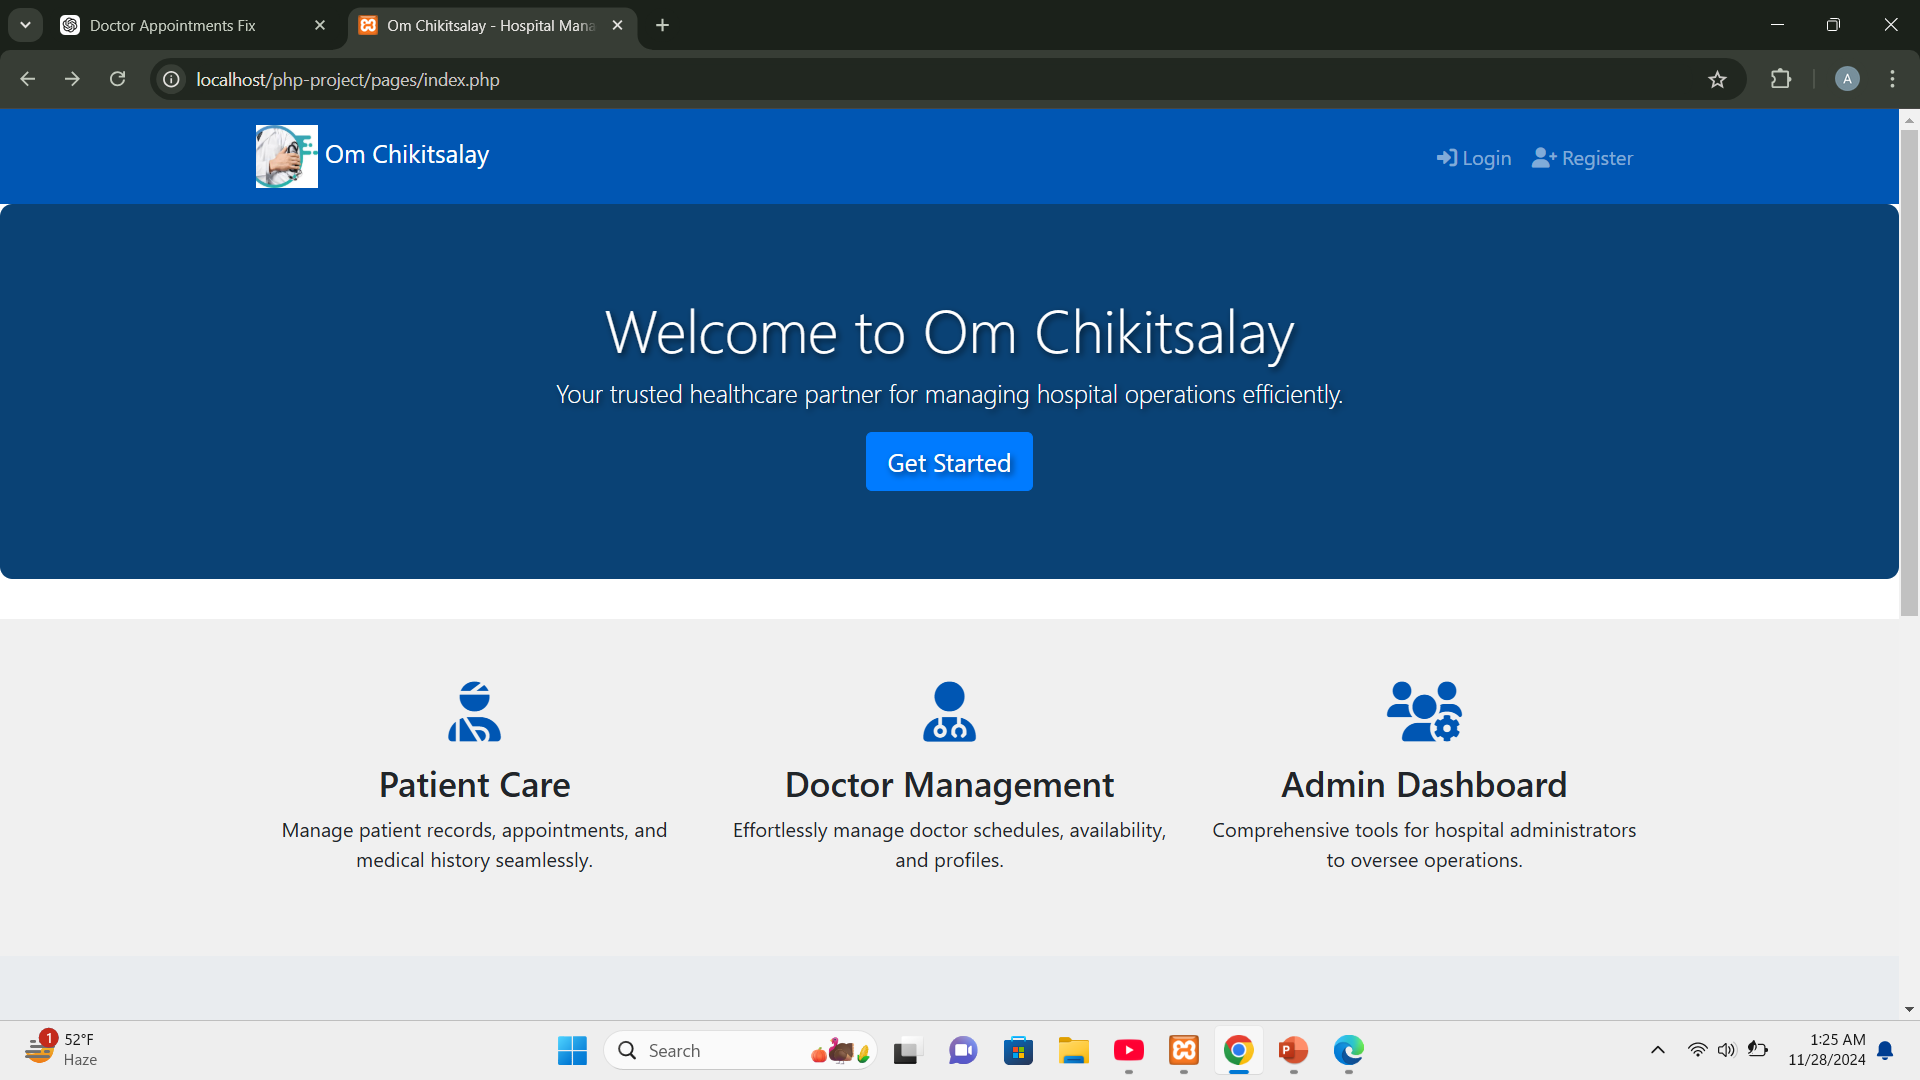 Doctor Appointments Fix
Om Chikitsalay - Hospital Mana
localhost/php-project/pages/index.php
A
Om Chikitsalay
Login
Register
Welcome to Om Chikitsalay
Your trusted healthcare partner for managing hospital operations efficiently.
Get Started
Patient Care
Doctor Management
Admin Dashboard
Manage patient records, appointments, and
medical history seamlessly.
Effortlessly manage doctor schedules, availability,
and profiles.
Comprehensive tools for hospital administrators
to oversee operations.
1
52°F
Haze
Search
P
1:25 AM
11/28/2024